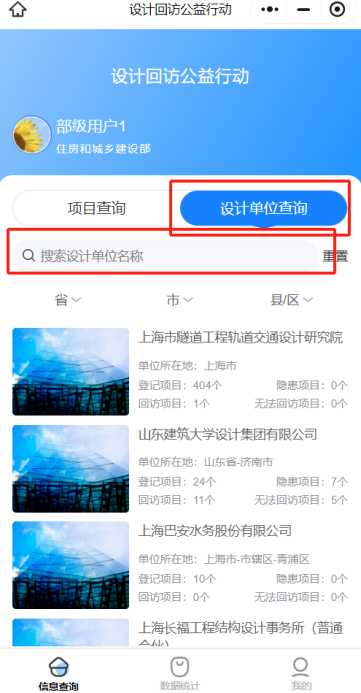 设计回访公益行动
设计回访公益行动
部级用户1
住房和城乡建设部
项目查询 设计单位查询
搜索设计单位名称 重置
省 市 县/区
上海市隧道工程轨道交通设计研究院
单位所在地：上海市
登记项目：404个 隐患项目：0个
回访项目：1个 无法回访项目：0个
山东建筑大学设计集团有限公司
单位所在地：山东省-济南市
登记项目：24个 隐患项目：7个
回访项目：11个 无法回访项目：5个
上海巴安水务股份有限公司
单位所在地：上海市-市辖区-青浦区
登记项目：10个 隐患项目：0个
回访项目：0个 无法回访项目：0个
上海长福工程结构设计事务所（普通
合伙）
信息查询 数据统计 我的